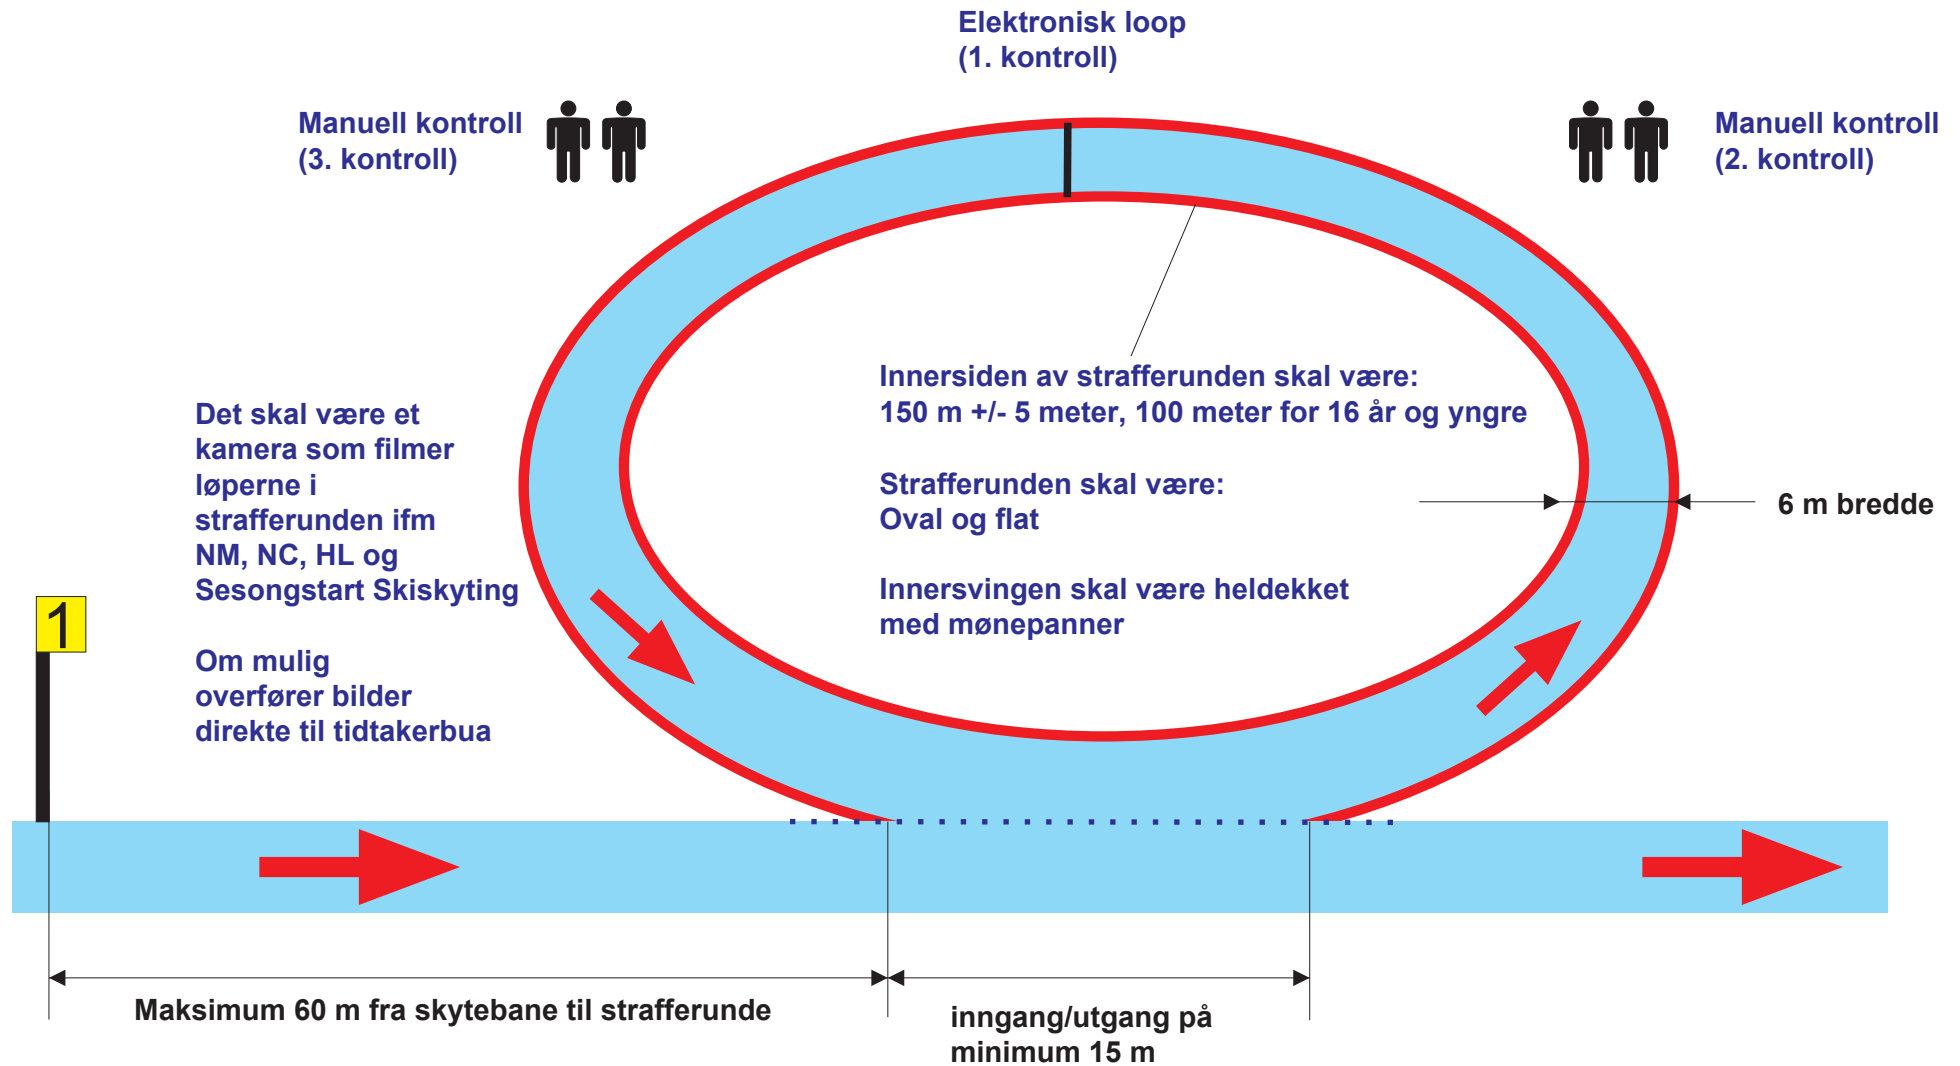 Elektronisk loop
(1. kontroll)
Manuell kontroll
(3. kontroll)
Manuell kontroll
(2. kontroll)
Innersiden av strafferunden skal være:
150 m +/- 5 meter, 100 meter for 16 år og yngre
Strafferunden skal være:
Oval og flat
Innersvingen skal være heldekket
med mønepanner
6 m bredde
Det skal være et
kamera som filmer
løperne i
strafferunden ifm
NM, NC, HL og
Sesongstart Skiskyting
Om mulig
overfører bilder
direkte til tidtakerbua
1
Maksimum 60 m fra skytebane til strafferunde
inngang/utgang på
minimum 15 m